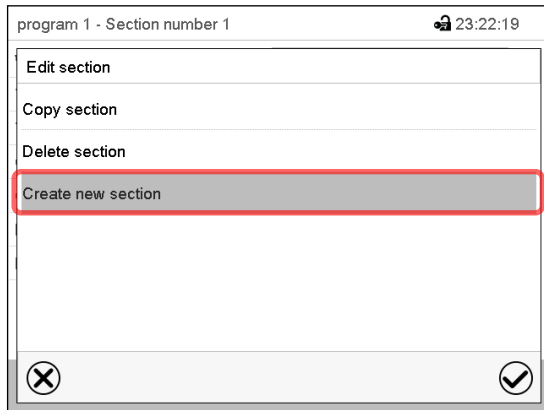 program 1 - Section number 1 23:22:19
Edit section
Copy section
Delete section
Create new section